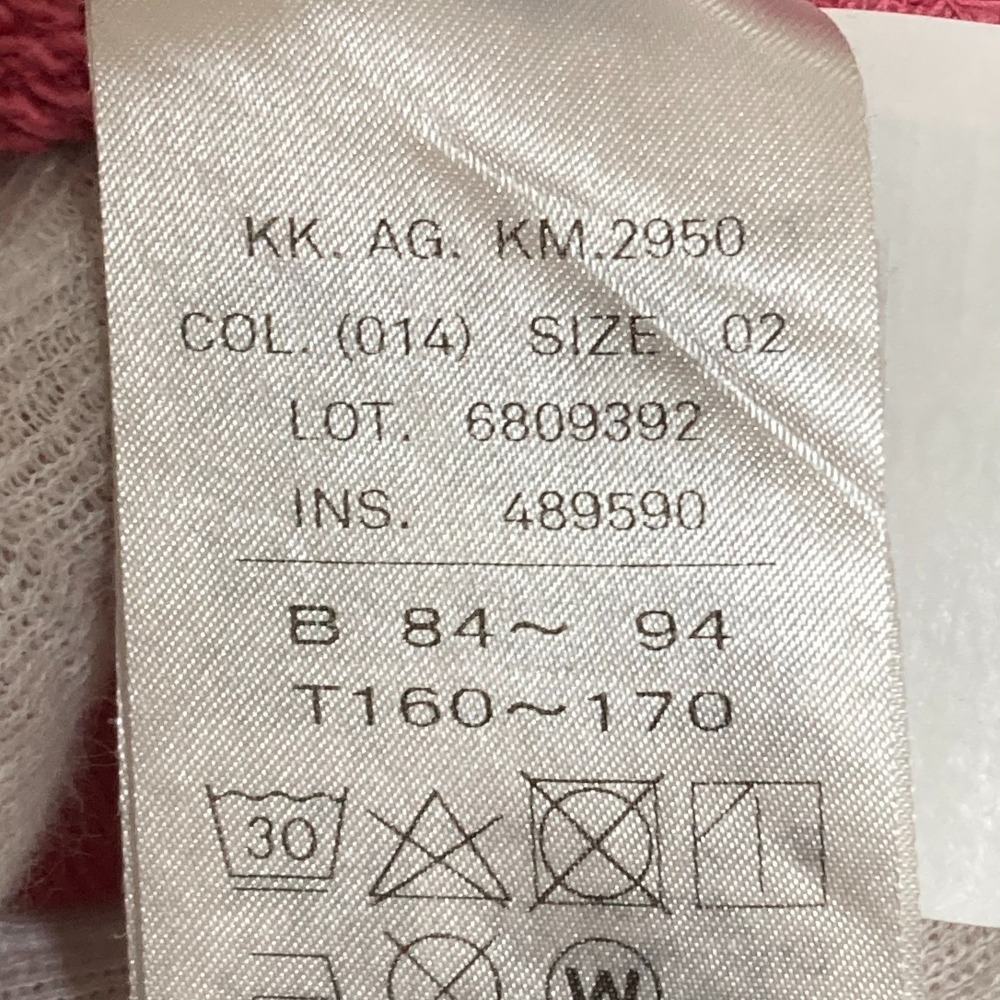 KK. AG. KM.2950
COL. (014) SIZE 02
LOT. 6809392
INS. 489590
B 84~ 94
T160~170
30
W